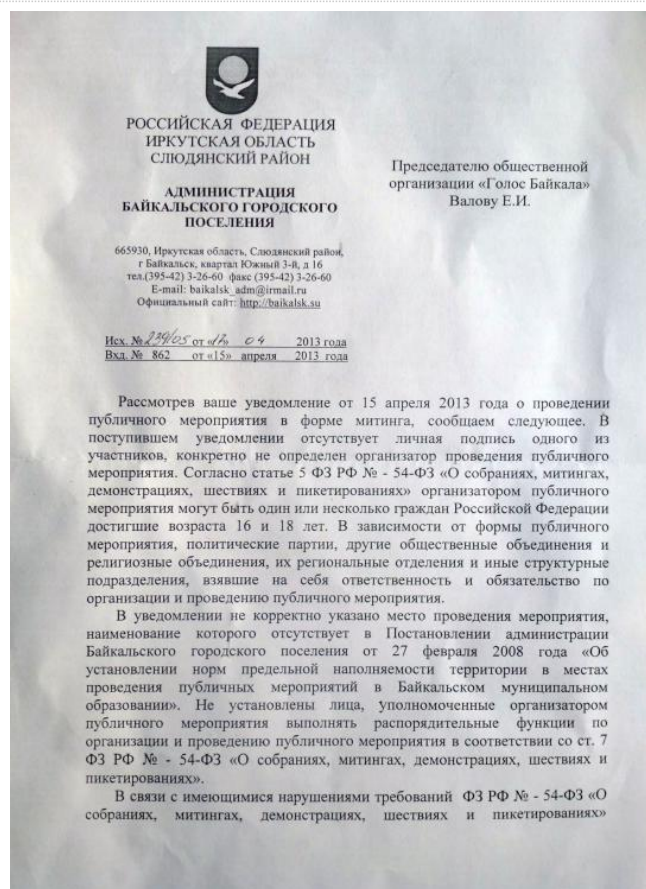 РОССИЙСКАЯ ФЕДЕРАЦИЯ
ИРКУТСКАЯ ОБЛАСТЬ
СЛЮДЯНСКИЙ РАЙОН
АДМИНИСТРАЦИЯ
БАЙКАЛЬСКОГО ГОРОДСКОГО
ПОСЕЛЕНИЯ
665930, Иркутская область, Слюдянский район,
г Байкальск, квартал Южный 3-й, д 16
тел.(395-42) 3-26-60 факс (395-42) 3-26-60
E-mail: baikalsk_adm@irmail.ru
Официальный сайт: http://baikalsk.su
Исх. № 239/05 от «17» 04 2013 года
Вхд. № 862 от «15» апреля 2013 года
Председателю общественной
организации «Голос Байкала»
Валову Е.И.
Рассмотрев ваше уведомление от 15 апреля 2013 года о проведении
публичного мероприятия в форме митинга, сообщаем следующее. В
поступившем уведомлении отсутствует личная подпись одного из
участников, конкретно не определен организатор проведения публичного
мероприятия. Согласно статье 5 ФЗ РФ № - 54-ФЗ «О собраниях, митингах,
демонстрациях, шествиях и пикетированиях» организатором публичного
мероприятия могут быть один или несколько граждан Российской Федерации
достигшие возраста 16 и 18 лет. В зависимости от формы публичного
мероприятия, политические партии, другие общественные объединения и
религиозные объединения, их региональные отделения и иные структурные
подразделения, взявшие на себя ответственность и обязательство по
организации и проведению публичного мероприятия.
В уведомлении не корректно указано место проведения мероприятия,
наименование которого отсутствует в Постановлении администрации
Байкальского городского поселения от 27 февраля 2008 года «Об
установлении норм предельной наполняемости территории в местах
проведения публичных мероприятий в Байкальском муниципальном
образовании». Не установлены лица, уполномоченные организатором
публичного мероприятия выполнять распорядительные функции по
организации и проведению публичного мероприятия в соответствии со ст. 7
ФЗ РФ № - 54-ФЗ «О собраниях, митингах, демонстрациях, шествиях и
пикетированиях».
В связи с имеющимися нарушениями требований ФЗ РФ № - 54-ФЗ «О
собраниях, митингах, демонстрациях, шествиях и пикетированиях»